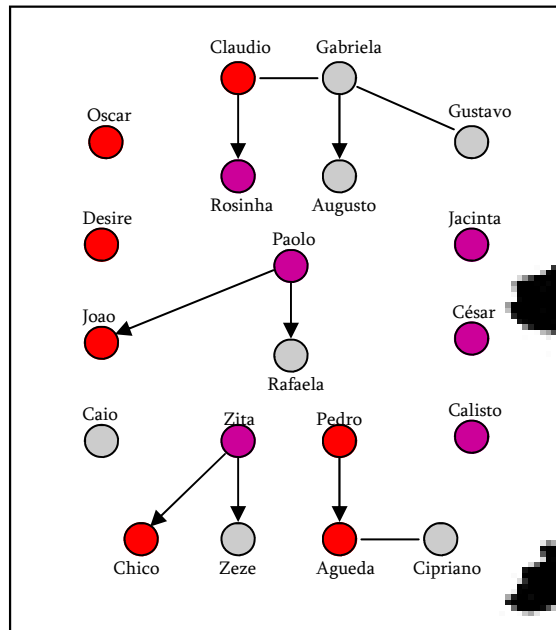 Claudio
Gabriela
Oscar
Gustavo
Rosinha
Augusto
Desire
Paolo
Jacinta
Joao
César
Rafaela
Caio
Zita
Pedro
Calisto
Chico
Zeze
Agueda
Cipriano